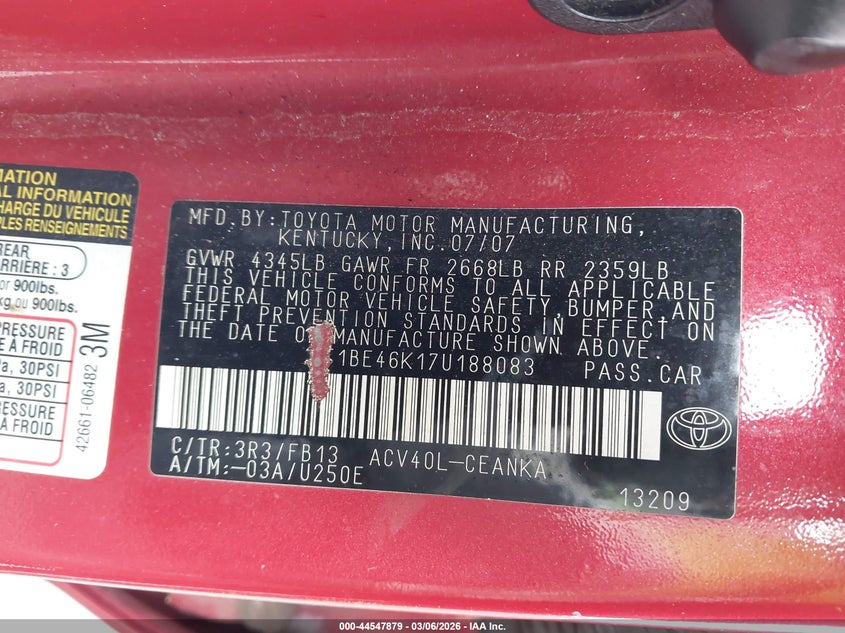 MATION
AL INFORMATION
HARGE DU VEHICULE
PLES RENSEIGNEMENTS
REAR
ARRIÈRE : 3
or 900lbs.
kg ou 900lbs.
PRESSURE
À FROID
a, 30PSI
a, 30PSI
PRESSURE
À FROID
42661-06482 3M
MFD.BY:TOYOTA MOTOR MANUFACTURING,
KENTUCKY,INC.07/07
GVWR 4345LB GAWR FR 2668LB RR 2359LB
THIS VEHICLE CONFORMS TO ALL APPLICABLE
FEDERAL MOTOR VEHICLE SAFETY,BUMPER,AND
THEFT PREVENTION STANDARDS IN EFFECT ON
THE DATE OF MANUFACTURE SHOWN ABOVE.
1BE46K17U188083 PASS.CAR
C/TR:3R3/FB13 ACV40L-CEANKA
A/TM:-03A/U250E
13209
000-44547879 - 03/06/2026 - IAA Inc.